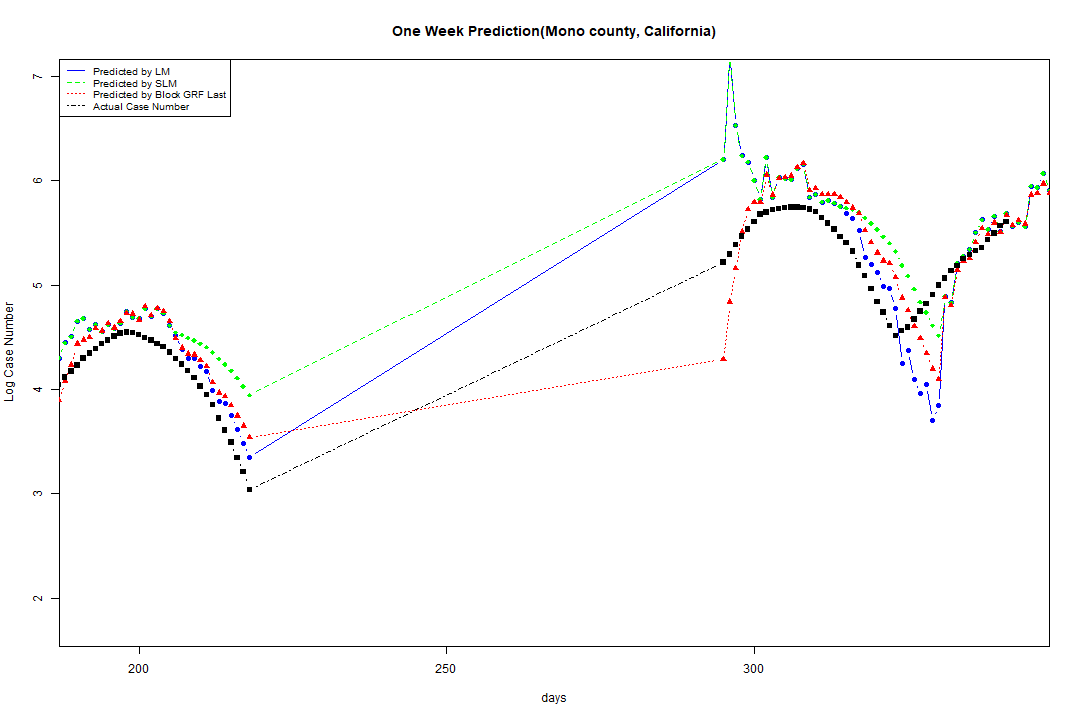 One Week Prediction(Mono county, California)
Predicted by LM
Predicted by SLM
Predicted by Block GRF Last
Actual Case Number
7
6
5
4
3
2
Log Case Number
200
250
300
days